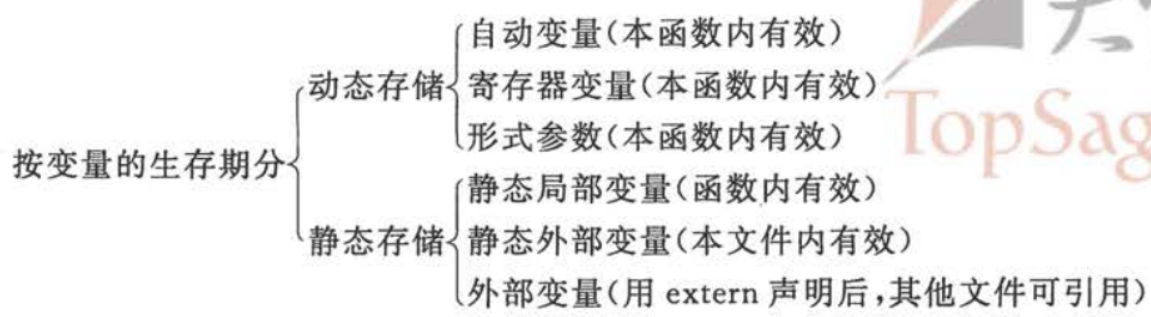 自动变量(本函数内有效)
动态存储 寄存器变量(本函数内有效)
形式参数(本函数内有效)
按变量的生存期分
静态局部变量(函数内有效)
静态存储 静态外部变量(本文件内有效)
外部变量(用 extern 声明后,其他文件可引用)
TopSag